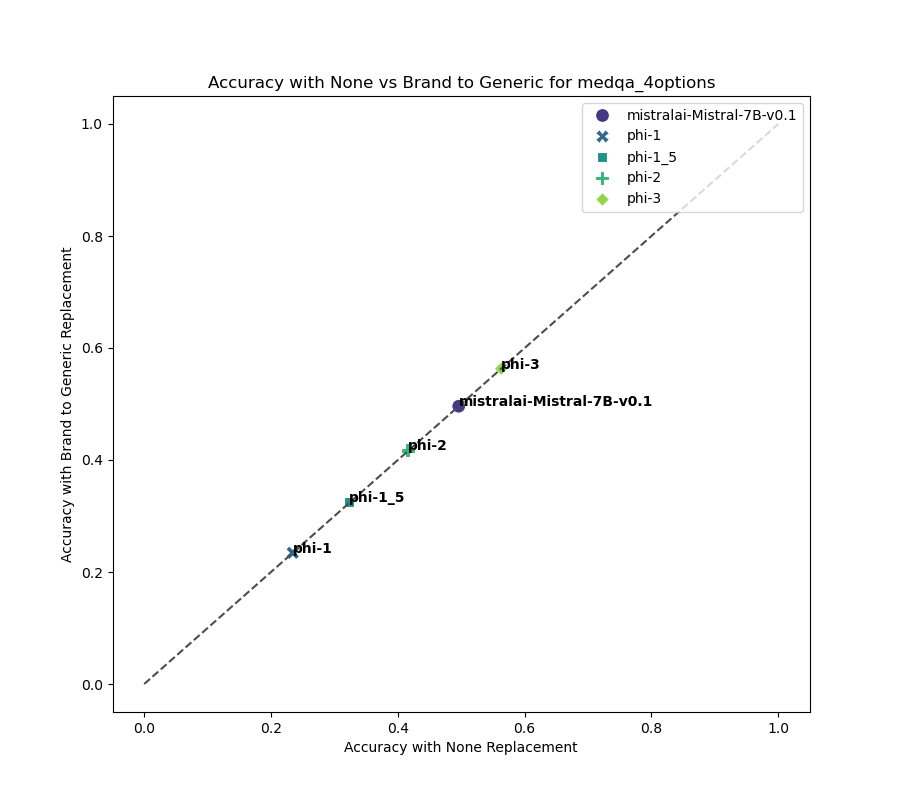 Accuracy with None vs Brand to Generic for medqa_4options
mistralai-Mistral-7B-v0.1
phi-1
phi-1_5
phi-2
phi-3
1.0
0.8
0.6
0.4
0.2
0.0
Accuracy with Brand to Generic Replacement
phi-3
mistralai-Mistral-7B-v0.1
phi-2
phi-1_5
phi-1
0.0
0.2
0.4
0.6
0.8
1.0
Accuracy with None Replacement